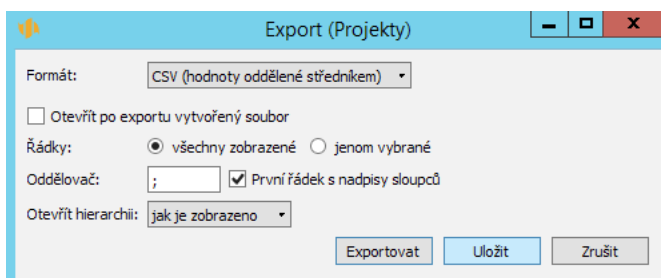 Export (Projekty)
Formát: CSV (hodnoty oddělené středníkem)
Otevřít po exportu vytvořený soubor
Řádky: všechny zobrazené jenom vybrané
Oddělovač: ; První řádek s nadpisy sloupců
Otevřít hierarchii: jak je zobrazeno
Exportovat Uložit Zrušit